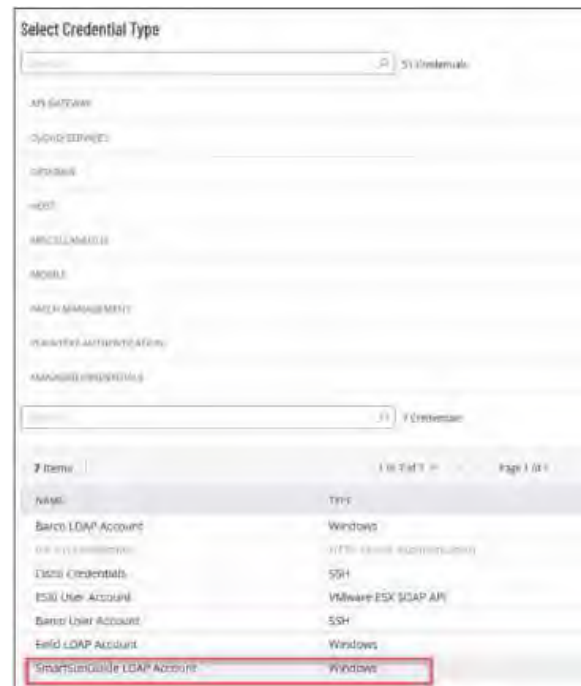 Select Credential Type
51 Credentials
API GATEWAY
CLOUD SERVICES
DATABASE
HOST
MISCELLANEOUS
MOBILE
PATCH MANAGEMENT
PLAINTEXT AUTHENTICATION
MANAGED CREDENTIALS
7 Credentials
7 Items 1 to 7 of 7 Page 1 of 1
NAME TYPE
Barco LDAP Account Windows
Cisco Credentials SSH
ESXi User Account VMware ESX SOAP API
Barco User Account SSH
Field LDAP Account Windows
SmartSunGuide LDAP Account Windows